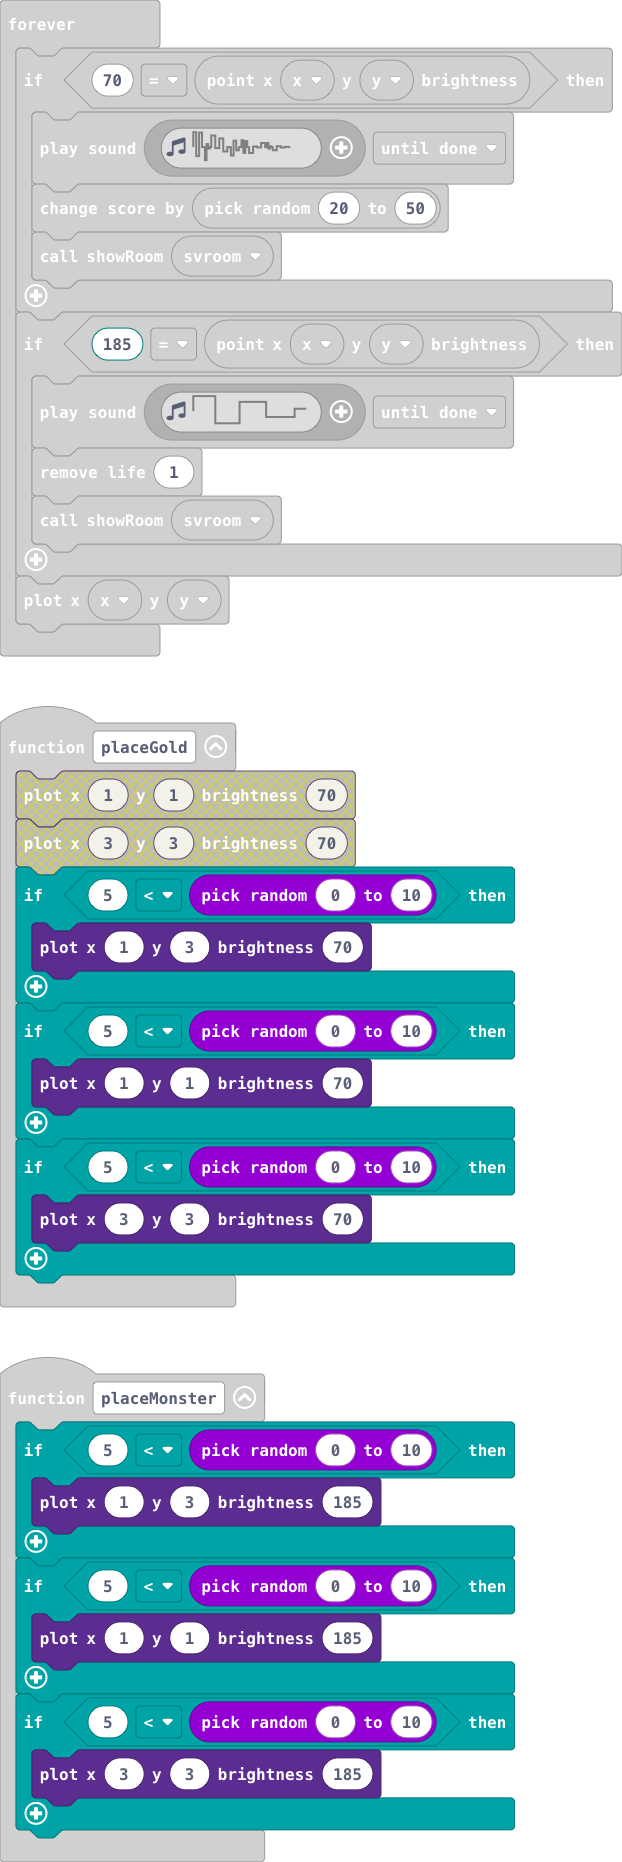 forever
if 70 = point x x y y brightness then
play sound until done
change score by pick random 20 to 50
call showRoom svroom
if 185 = point x x y y brightness then
play sound until done
remove life 1
call showRoom svroom
plot x x y y
function placeGold
plot x 1 y 1 brightness 70
plot x 3 y 3 brightness 70
if 5 < pick random 0 to 10 then
plot x 1 y 3 brightness 70
if 5 < pick random 0 to 10 then
plot x 1 y 1 brightness 70
if 5 < pick random 0 to 10 then
plot x 3 y 3 brightness 70
function placeMonster
if 5 < pick random 0 to 10 then
plot x 1 y 3 brightness 185
if 5 < pick random 0 to 10 then
plot x 1 y 1 brightness 185
if 5 < pick random 0 to 10 then
plot x 3 y 3 brightness 185